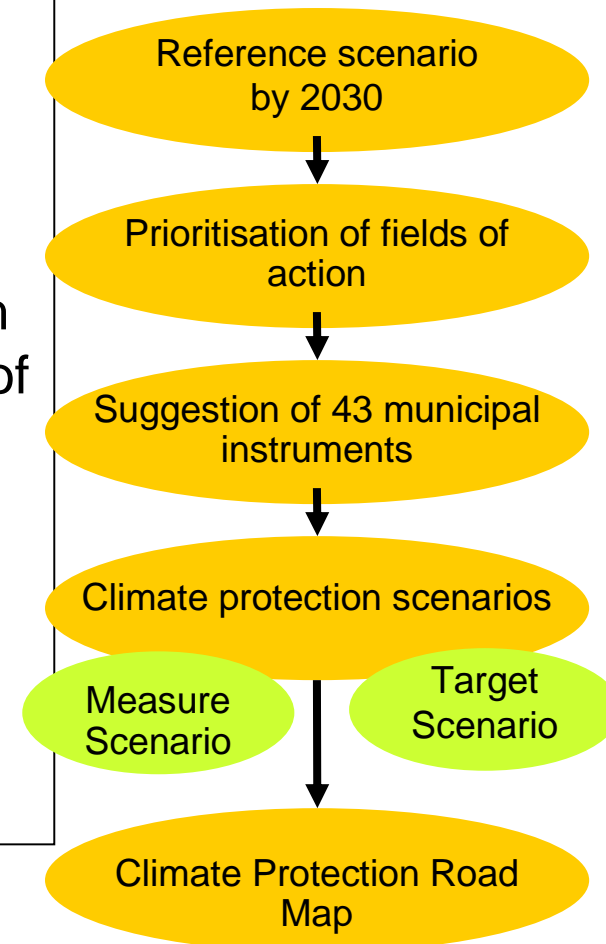 Reference scenario
by 2030
Prioritisation of fields of
action
of
Suggestion of 43 municipal
instruments
Climate protection scenarios
Measure
Scenario
Target
Scenario
Climate Protection Road
Map